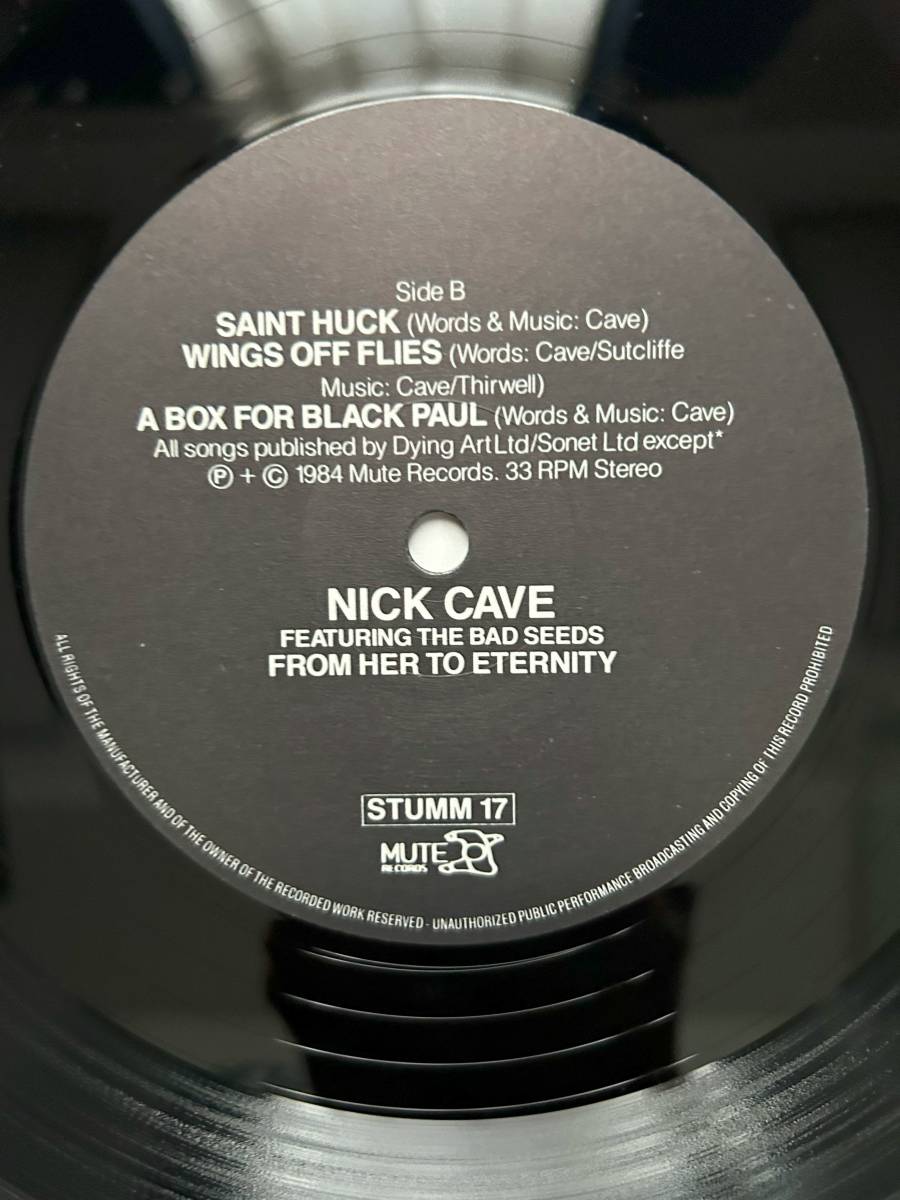 Side B
SAINT HUCK (Words & Music: Cave)
WINGS OFF FLIES (Words: Cave/Sutcliffe
Music: Cave/Thirwell)
A BOX FOR BLACK PAUL (Words & Music: Cave)
All songs published by Dying Art Ltd/Sonet Ltd except*
Ⓟ + © 1984 Mute Records. 33 RPM Stereo
NICK CAVE
FEATURING THE BAD SEEDS
FROM HER TO ETERNITY
STUMM 17
MUTE
RECORDS
ALL RIGHTS OF THE MANUFACTURER AND OF THE OWNER OF THE RECORDED WORK RESERVED - UNAUTHORIZED PUBLIC PERFORMANCE BROADCASTING AND COPYING OF THIS RECORD PROHIBITED